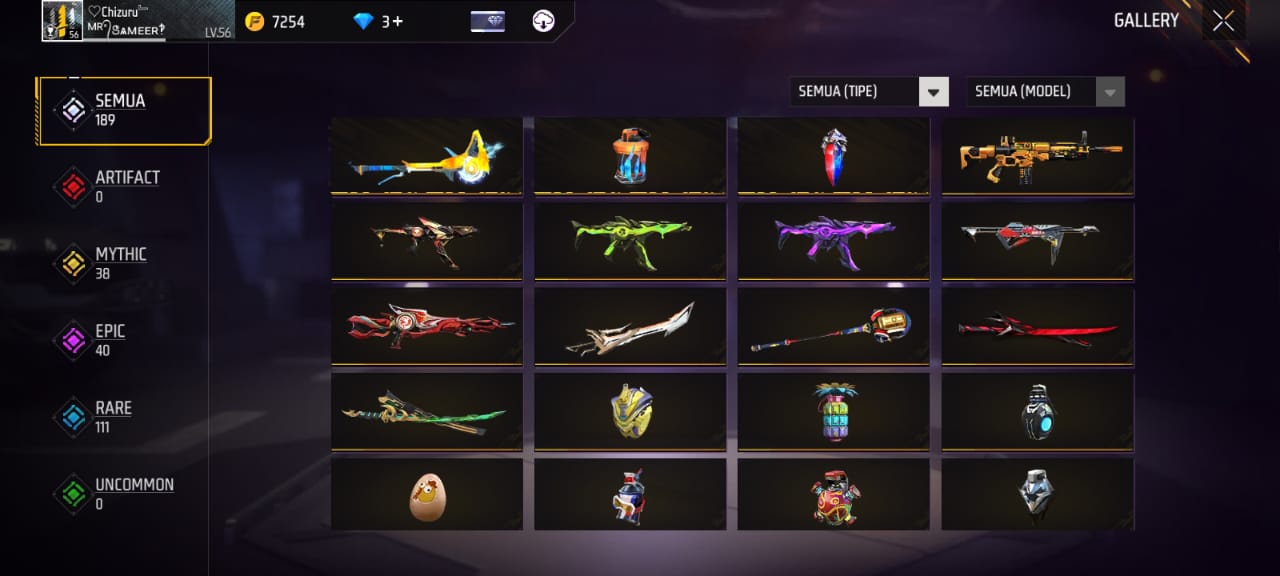 ♡Chizuru
MR?SAMEER?
56
LV.56
7254
3+
GALLERY
SEMUA
189
SEMUA (TIPE)
SEMUA (MODEL)
ARTIFACT
0
MYTHIC
38
EPIC
40
RARE
111
UNCOMMON
0